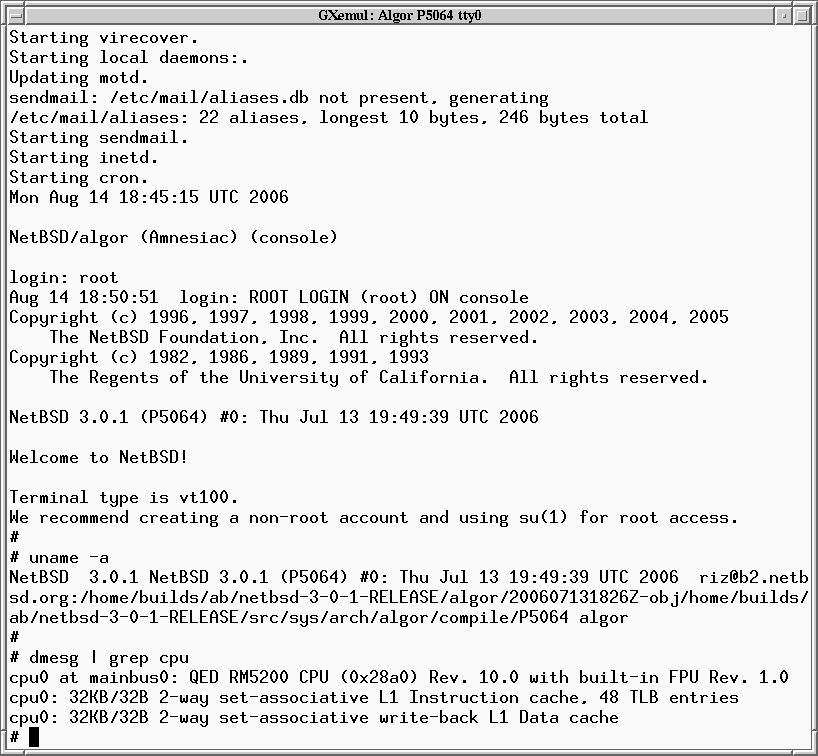 GXemul: Algor P5064 tty0
Starting virecover.
Starting local daemons:.
Updating motd.
sendmail: /etc/mail/aliases.db not present, generating
/etc/mail/aliases: 22 aliases, longest 10 bytes, 246 bytes total
Starting sendmail.
Starting inetd.
Starting cron.
Mon Aug 14 18:45:15 UTC 2006

NetBSD/algor (Amnesiac) (console)

login: root
Aug 14 18:50:51  login: ROOT LOGIN (root) ON console
Copyright (c) 1996, 1997, 1998, 1999, 2000, 2001, 2002, 2003, 2004, 2005
    The NetBSD Foundation, Inc.  All rights reserved.
Copyright (c) 1982, 1986, 1989, 1991, 1993
    The Regents of the University of California.  All rights reserved.

NetBSD 3.0.1 (P5064) #0: Thu Jul 13 19:49:39 UTC 2006

Welcome to NetBSD!

Terminal type is vt100.
We recommend creating a non-root account and using su(1) for root access.
#
# uname -a
NetBSD  3.0.1 NetBSD 3.0.1 (P5064) #0: Thu Jul 13 19:49:39 UTC 2006  riz@b2.netb
sd.org:/home/builds/ab/netbsd-3-0-1-RELEASE/algor/200607131826Z-obj/home/builds/
ab/netbsd-3-0-1-RELEASE/src/sys/arch/algor/compile/P5064 algor
#
# dmesg | grep cpu
cpu0 at mainbus0: QED RM5200 CPU (0x28a0) Rev. 10.0 with built-in FPU Rev. 1.0
cpu0: 32KB/32B 2-way set-associative L1 Instruction cache, 48 TLB entries
cpu0: 32KB/32B 2-way set-associative write-back L1 Data cache
#